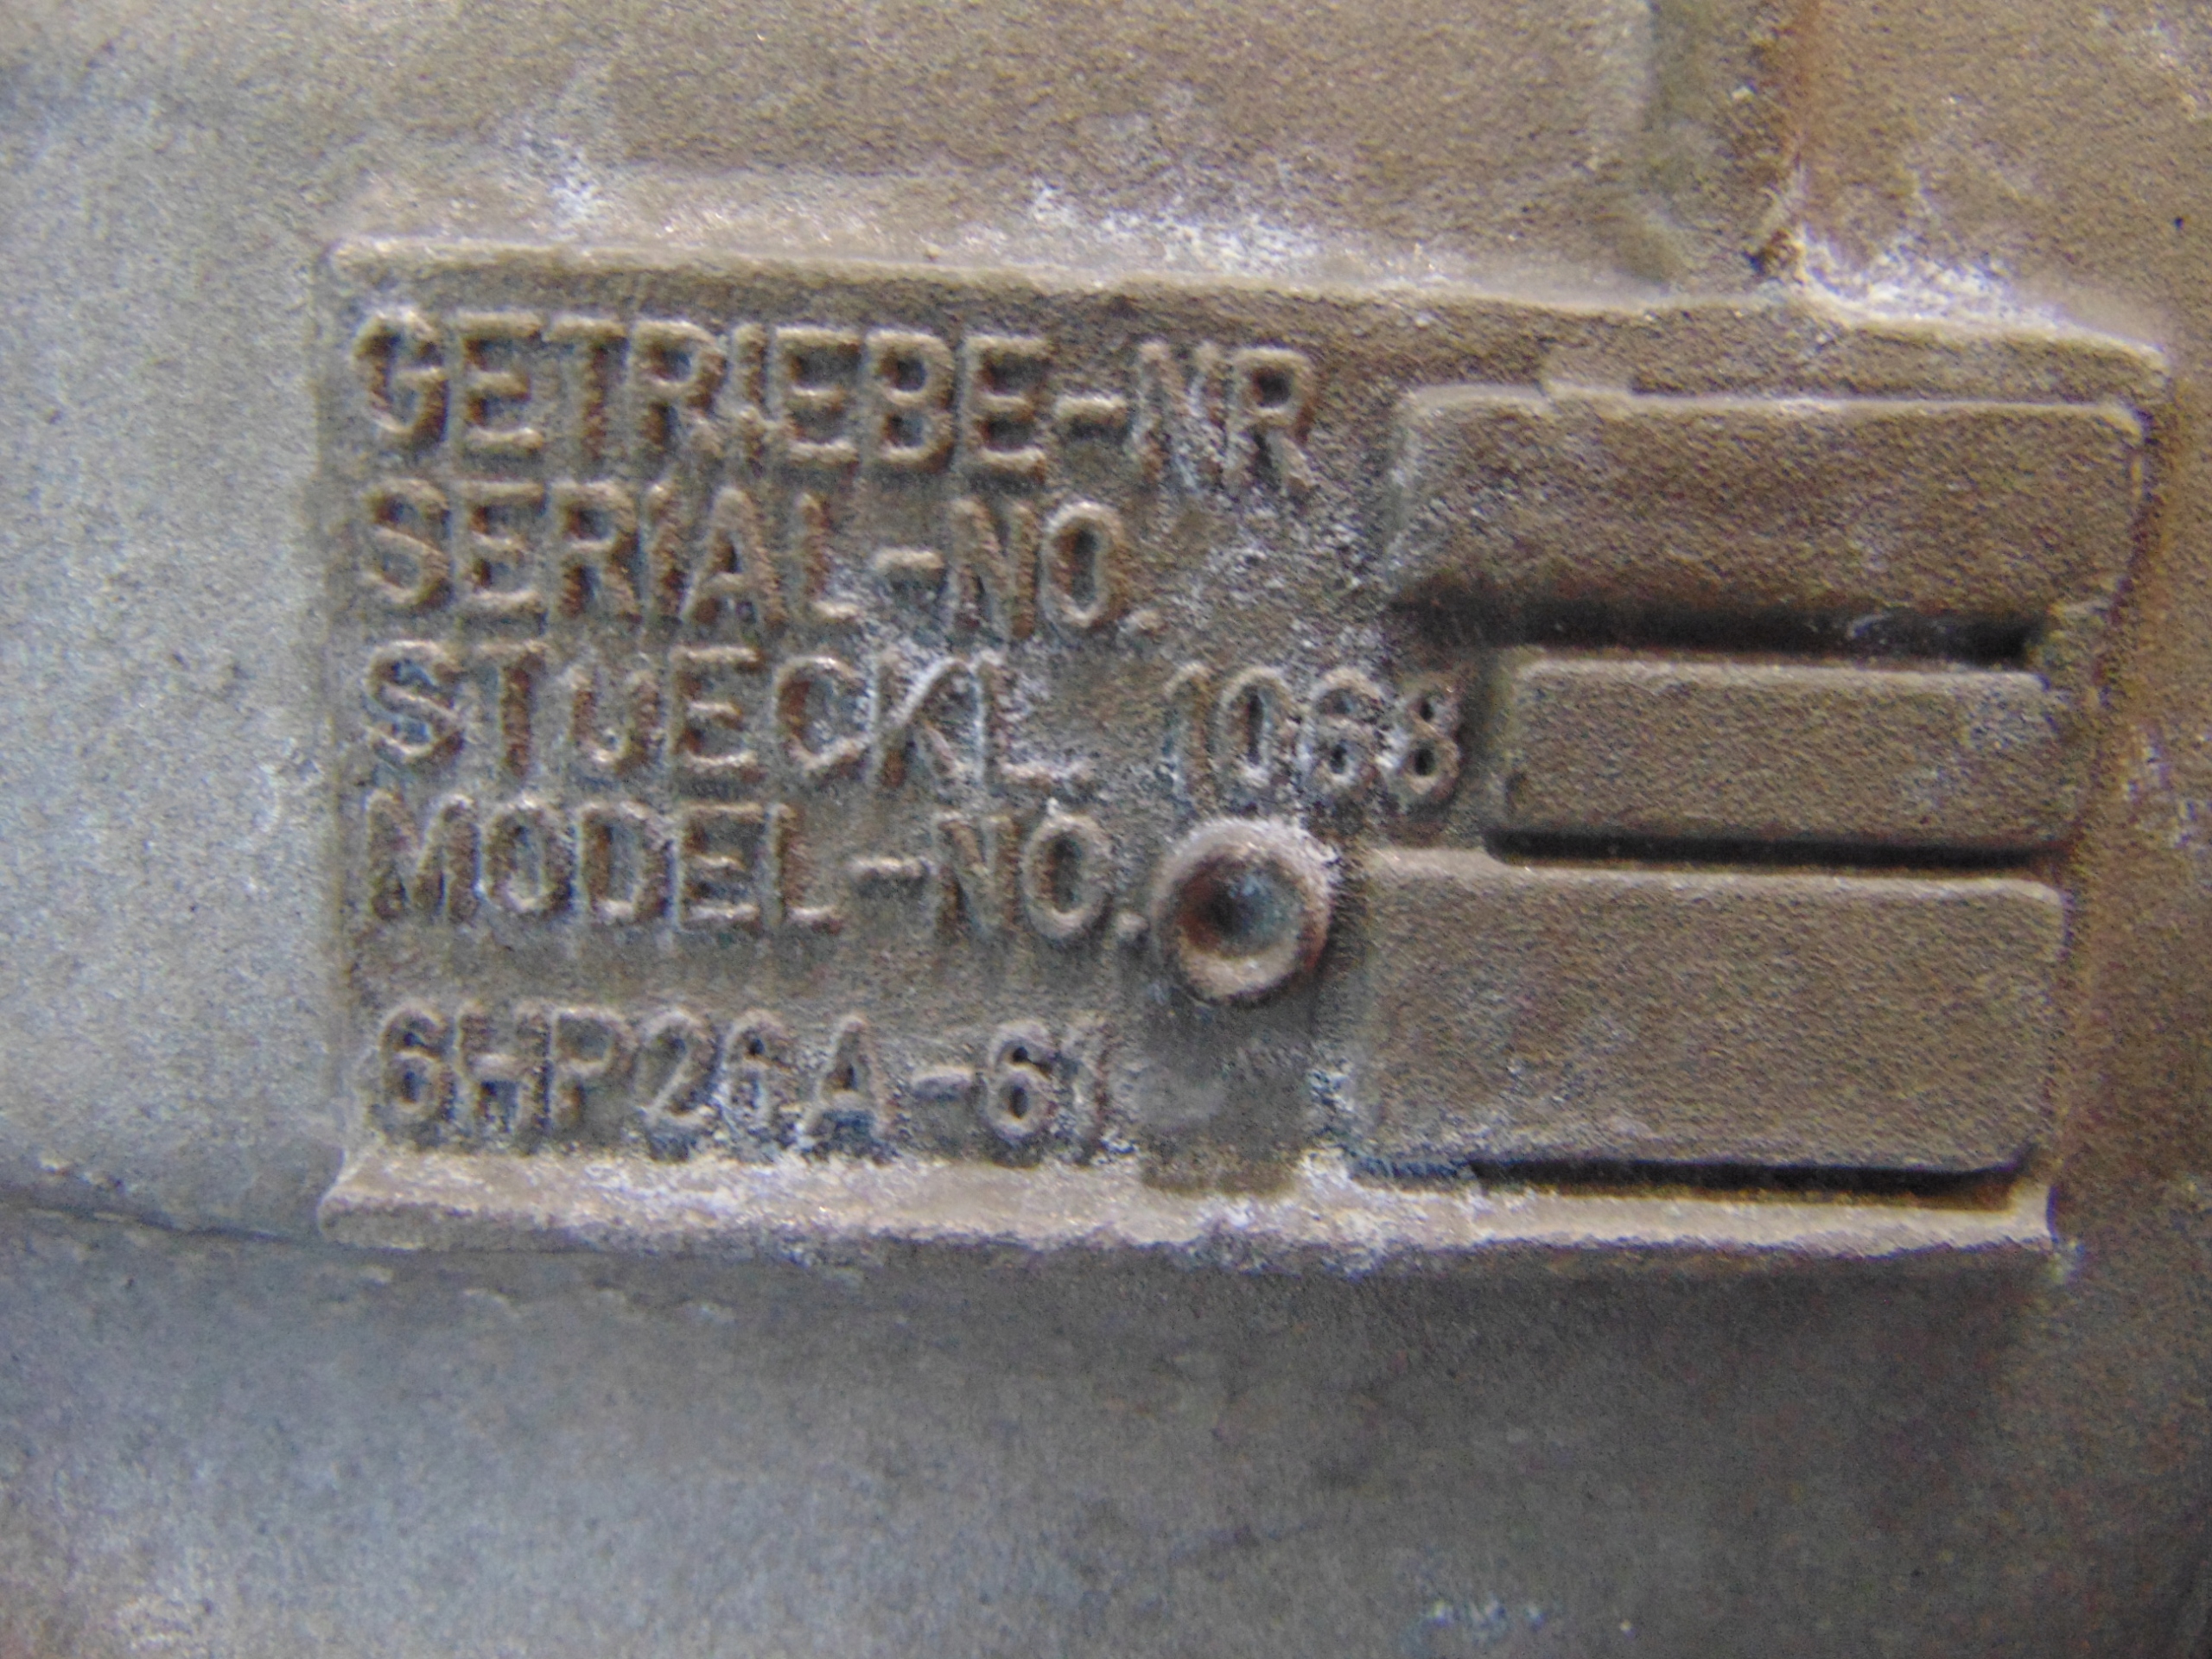 GETRIEBE-NR
SERIAL-NO.
STUECKL. 1068
MODEL-NO.
6HP26A-61